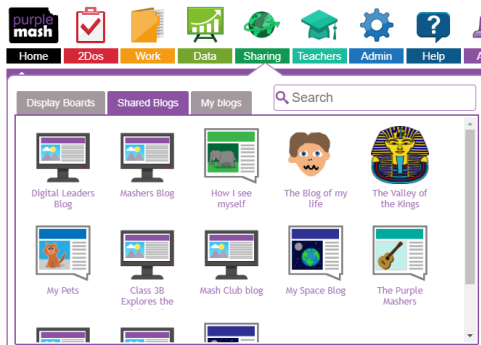 purple
mash
Home 2Dos Work Data Sharing Teachers Admin Help
Display Boards Shared Blogs My blogs Search
Digital Leaders Mashers Blog How I see The Blog of my The Valley of
Blog myself life the Kings
My Pets Class 3B Mash Club blog My Space Blog The Purple
Explores the Mashers